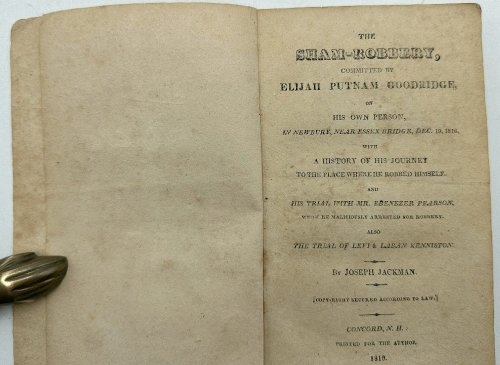 THE
SHAM-ROBBERY,
COMMITTED BY
ELIJAH PUTNAM GOODRIDGE,
ON
HIS OWN PERSON,
IN NEWBURY, NEAR ESSEX BRIDGE, DEC. 19, 1816,
WITH
A HISTORY OF HIS JOURNEY
TO THE PLACE WHERE HE ROBBED HIMSELF.
AND
HIS TRIAL WITH MR. EBENEZER PEARSON,
WHOM HE MALICIOUSLY ARRESTED FOR ROBBERY.
ALSO
THE TRIAL OF LEVI & LABAN KENNISTON.
BY JOSEPH JACKMAN.
[COPY-RIGHT SECURED ACCORDING TO LAW.]
CONCORD, N. H.:
PRINTED FOR THE AUTHOR.
1819.